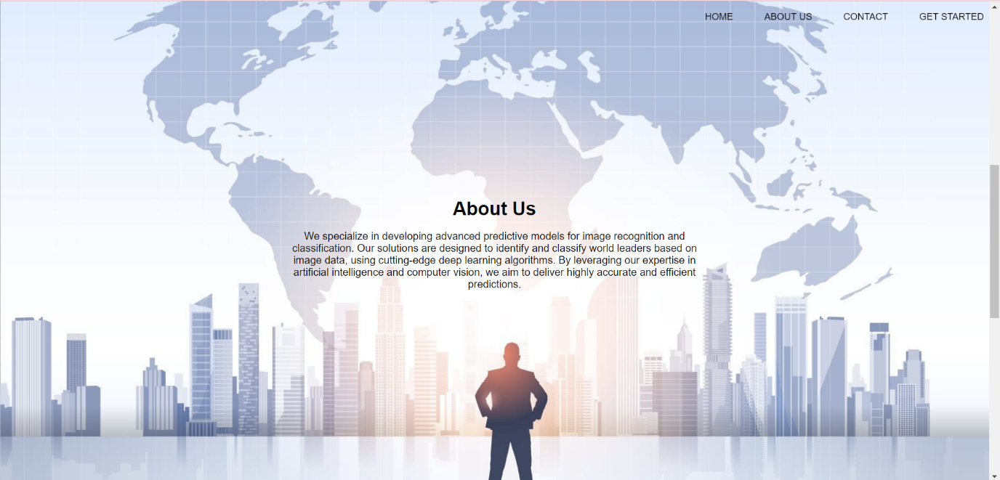 HOME ABOUT US CONTACT GET STARTED
About Us
We specialize in developing advanced predictive models for image recognition and
classification. Our solutions are designed to identify and classify world leaders based on
image data, using cutting-edge deep learning algorithms. By leveraging our expertise in
artificial intelligence and computer vision, we aim to deliver highly accurate and efficient
predictions.